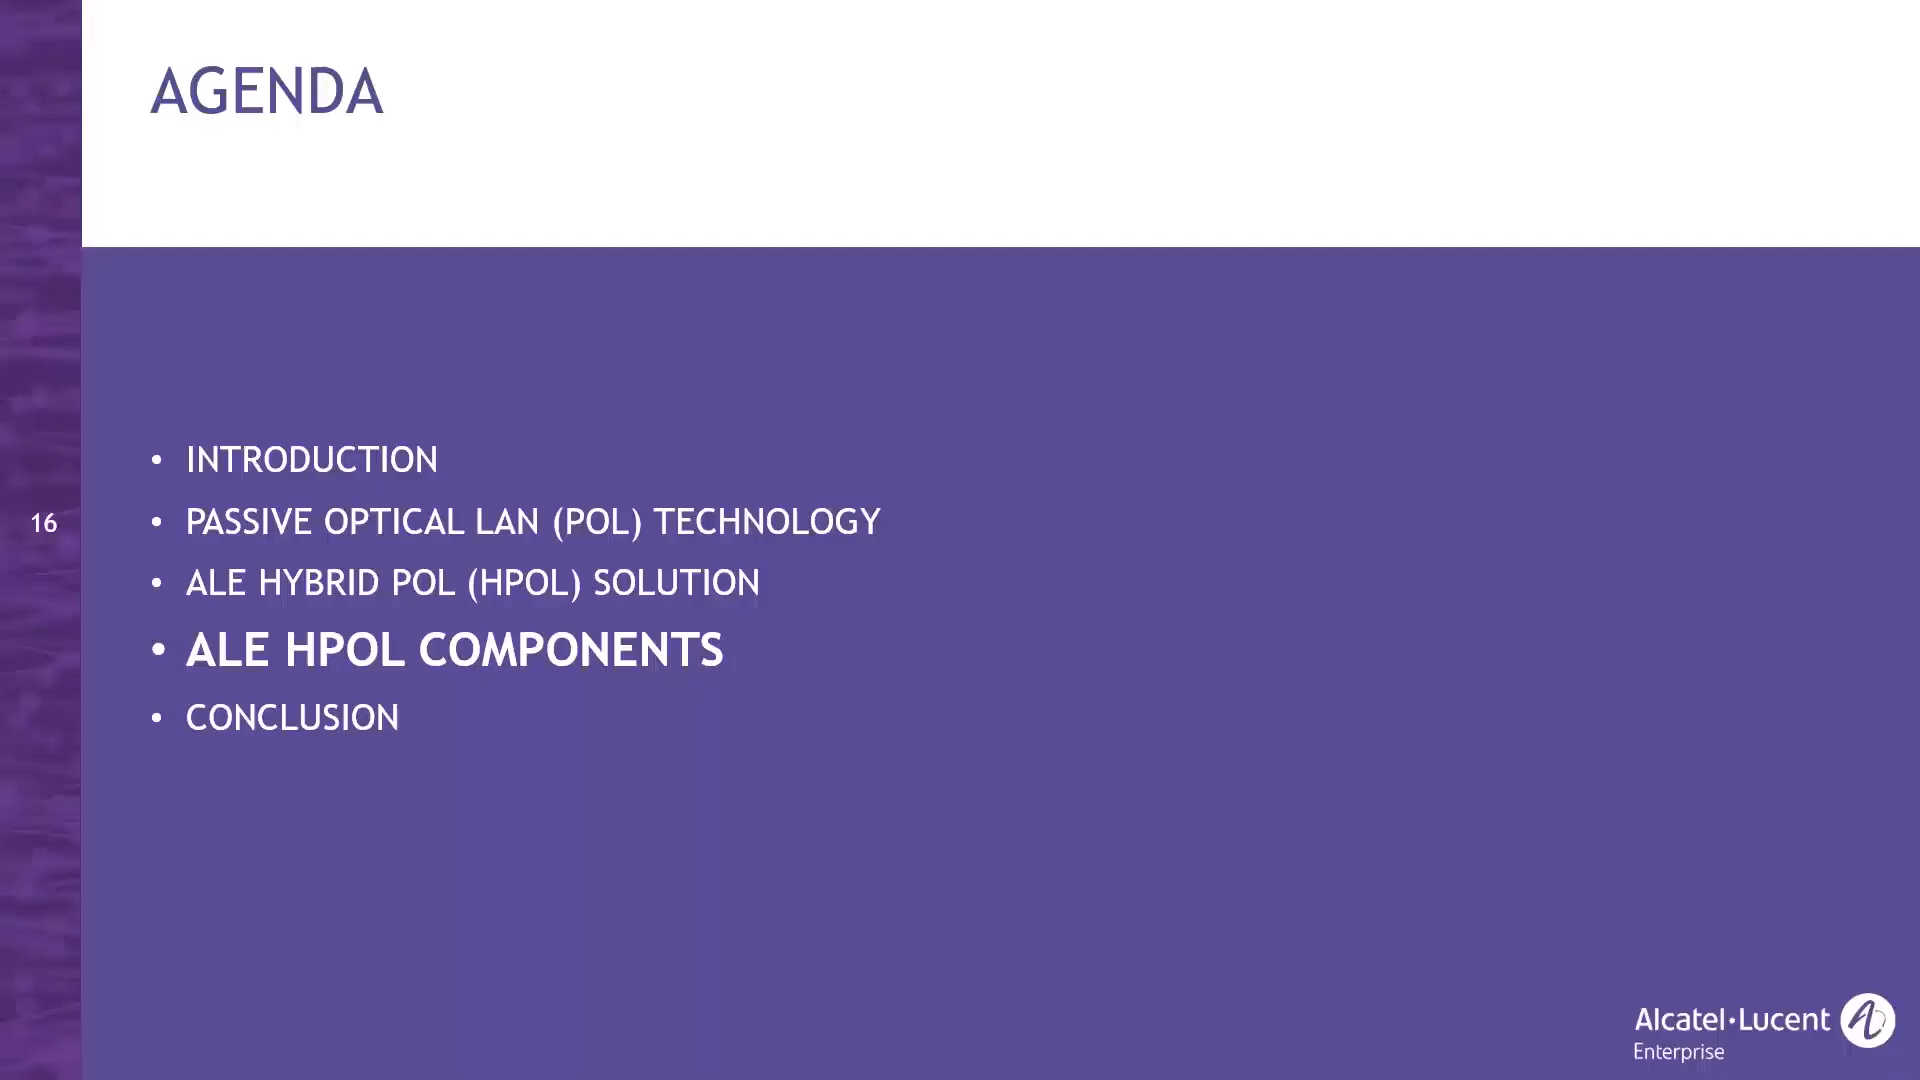 AGENDA
• INTRODUCTION
16
• PASSIVE OPTICAL LAN (POL) TECHNOLOGY
• ALE HYBRID POL (HPOL) SOLUTION
• ALE HPOL COMPONENTS
• CONCLUSION
Alcatel·Lucent
Enterprise